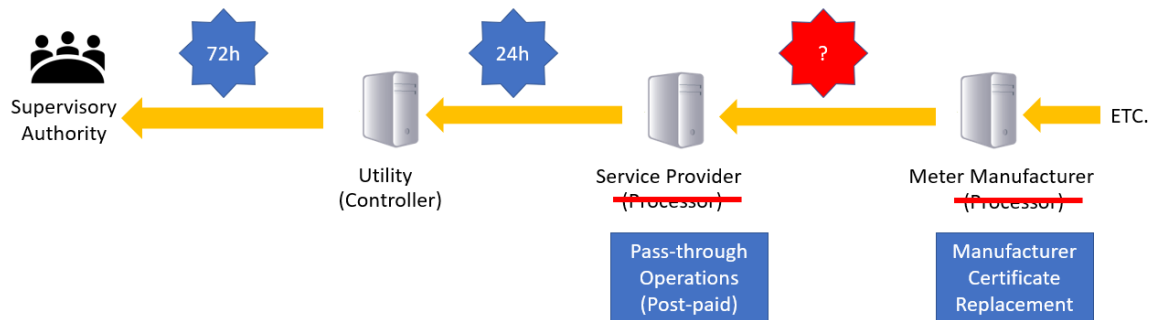 72h
24h
?
Supervisory
Authority
ETC.
Utility
(Controller)
Service Provider
(Processor)
Meter Manufacturer
(Processor)
Pass-through
Operations
(Post-paid)
Manufacturer
Certificate
Replacement